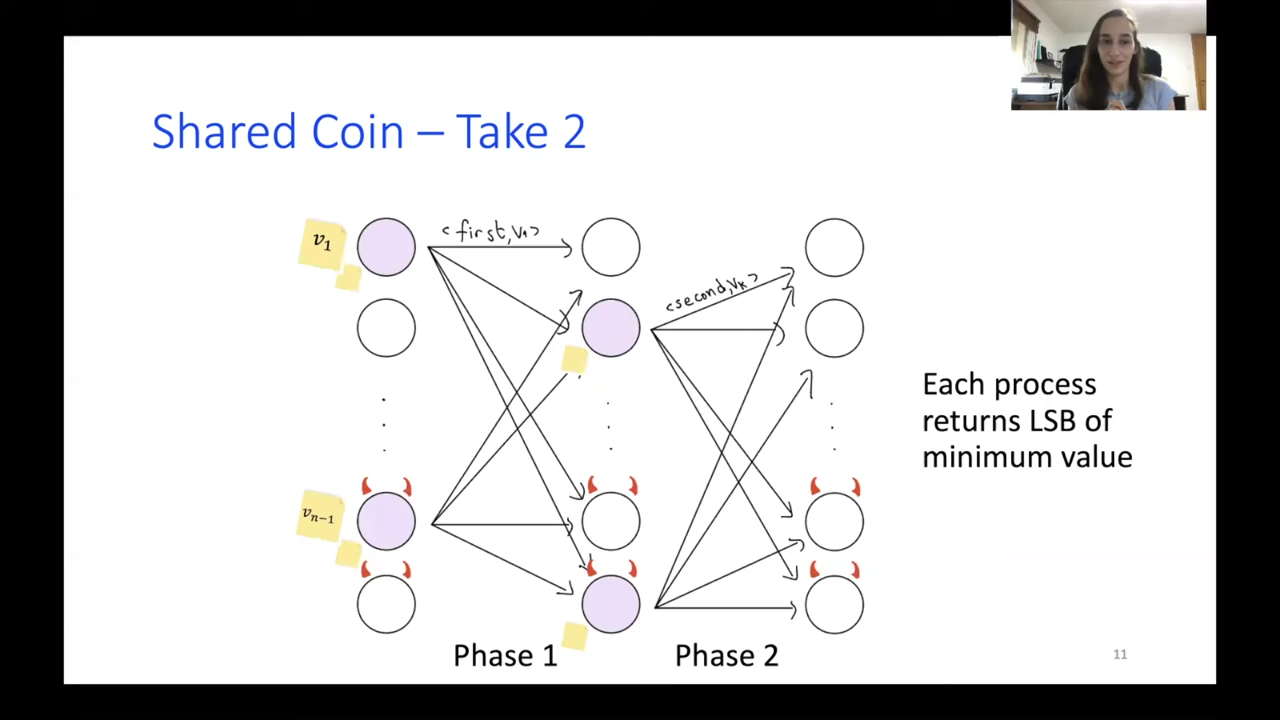 Shared Coin – Take 2
v₁
<first,v₁>
<second,vₖ>
Each process
returns LSB of
minimum value
vₙ₋₁
Phase 1
Phase 2
11